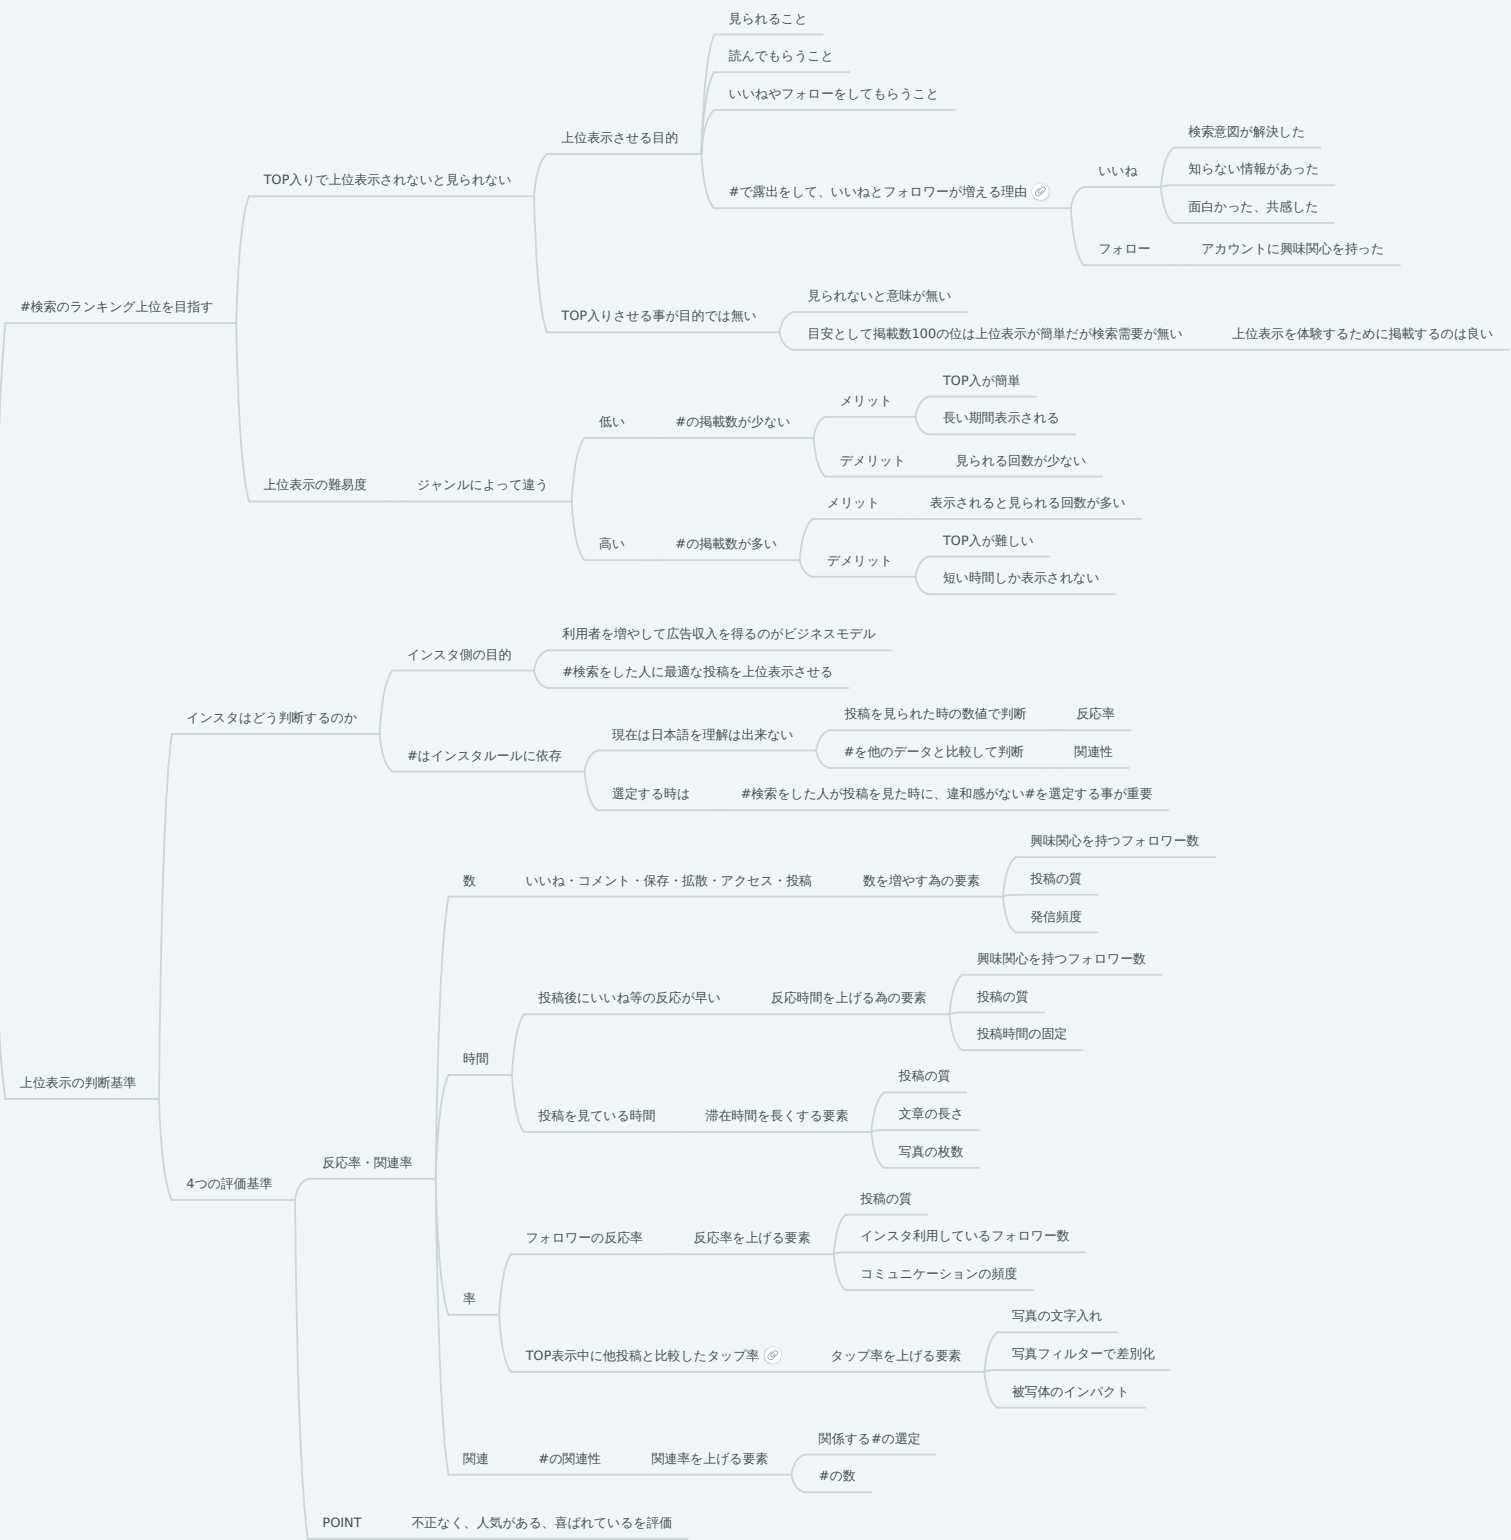 #検索のランキング上位を目指す
TOP入りで上位表示されないと見られない
上位表示させる目的
見られること
読んでもらうこと
いいねやフォローをしてもらうこと
#で露出をして、いいねとフォロワーが増える理由
いいね
検索意図が解決した
知らない情報があった
面白かった、共感した
フォロー
アカウントに興味関心を持った
TOP入りさせる事が目的では無い
見られないと意味が無い
目安として掲載数100の位は上位表示が簡単だが検索需要が無い
上位表示を体験するために掲載するのは良い
上位表示の難易度
ジャンルによって違う
低い
#の掲載数が少ない
メリット
TOP入が簡単
長い期間表示される
デメリット
見られる回数が少ない
高い
#の掲載数が多い
メリット
表示されると見られる回数が多い
デメリット
TOP入が難しい
短い時間しか表示されない
上位表示の判断基準
インスタはどう判断するのか
インスタ側の目的
利用者を増やして広告収入を得るのがビジネスモデル
#検索をした人に最適な投稿を上位表示させる
#はインスタルールに依存
現在は日本語を理解は出来ない
投稿を見られた時の数値で判断
反応率
#を他のデータと比較して判断
関連性
選定する時は
#検索をした人が投稿を見た時に、違和感がない#を選定する事が重要
4つの評価基準
反応率・関連率
数
いいね・コメント・保存・拡散・アクセス・投稿
数を増やす為の要素
興味関心を持つフォロワー数
投稿の質
発信頻度
時間
投稿後にいいね等の反応が早い
反応時間を上げる為の要素
興味関心を持つフォロワー数
投稿の質
投稿時間の固定
投稿を見ている時間
滞在時間を長くする要素
投稿の質
文章の長さ
写真の枚数
率
フォロワーの反応率
反応率を上げる要素
投稿の質
インスタ利用しているフォロワー数
コミュニケーションの頻度
TOP表示中に他投稿と比較したタップ率
タップ率を上げる要素
写真の文字入れ
写真フィルターで差別化
被写体のインパクト
関連
#の関連性
関連率を上げる要素
関係する#の選定
#の数
POINT
不正なく、人気がある、喜ばれているを評価